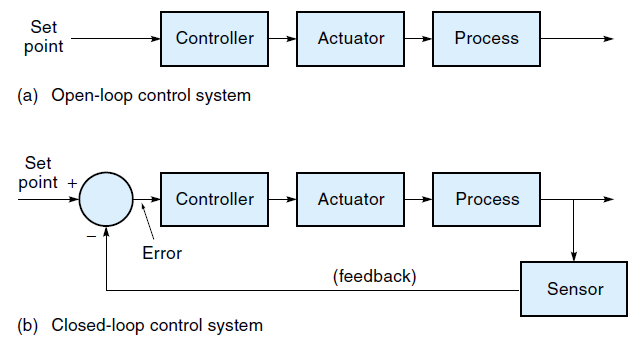 Set
point
Controller
Actuator
Process
(a) Open-loop control system
Set
point +
Controller
Actuator
Process
–
Error
(feedback)
Sensor
(b) Closed-loop control system